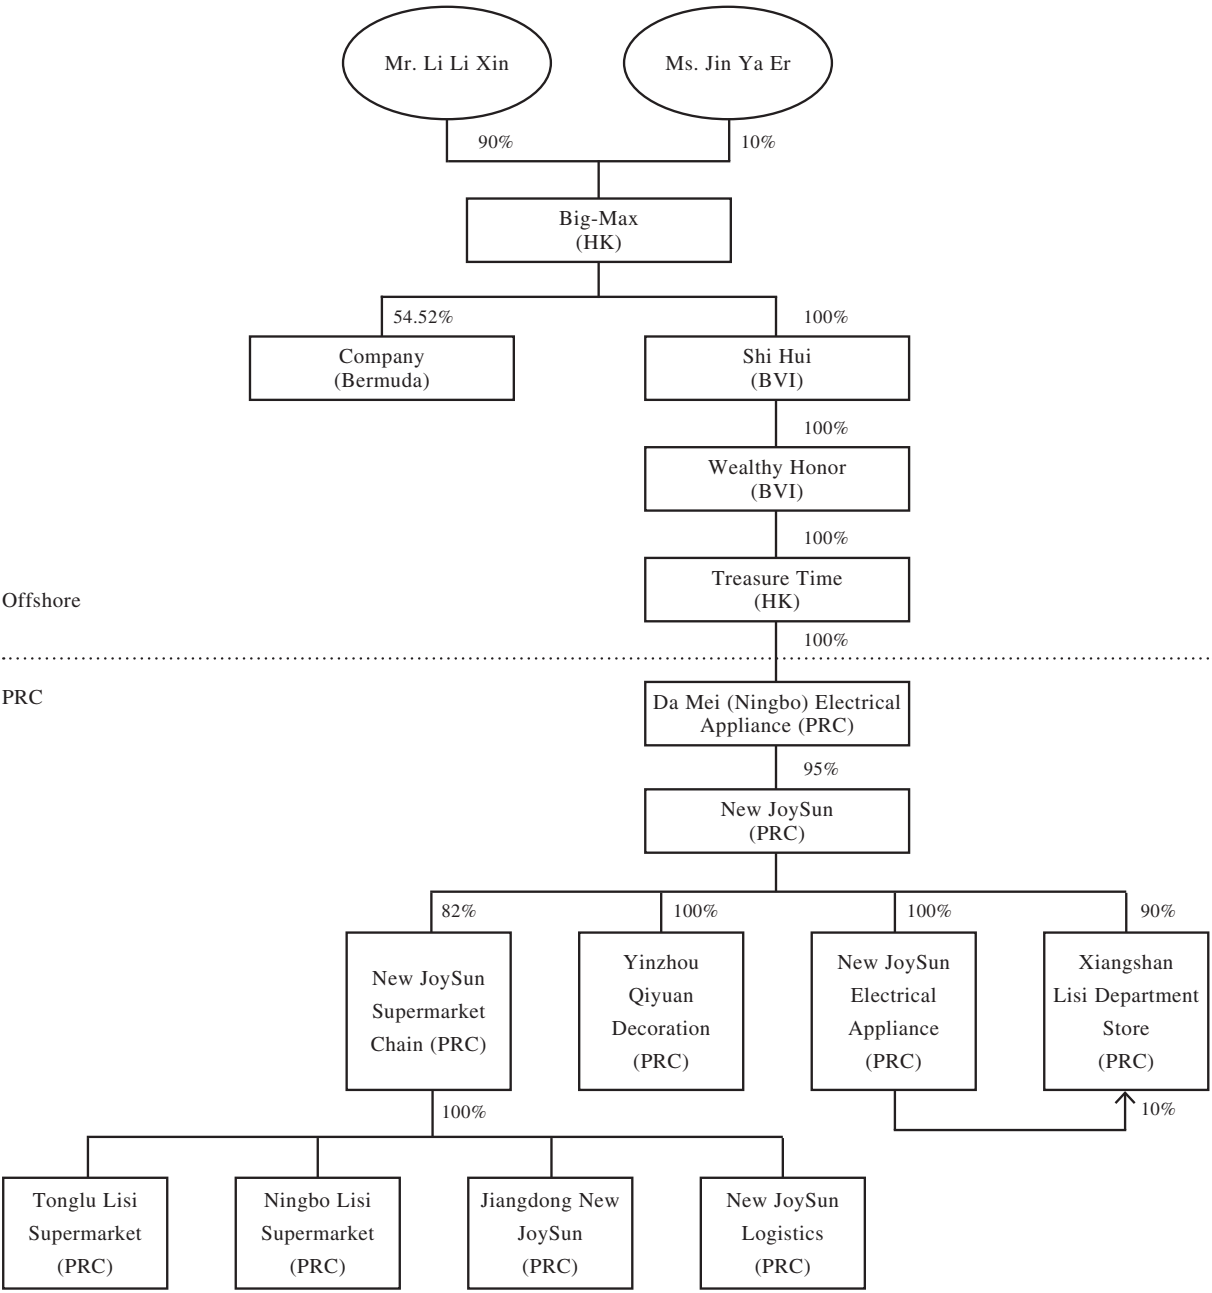 Mr. Li Li Xin
Ms. Jin Ya Er
90%
10%
Big-Max
(HK)
54.52%
100%
Company
(Bermuda)
Shi Hui
(BVI)
100%
Wealthy Honor
(BVI)
100%
Treasure Time
(HK)
Offshore
100%
PRC
Da Mei (Ningbo) Electrical
Appliance (PRC)
95%
New JoySun
(PRC)
82%
100%
100%
90%
New JoySun
Supermarket
Chain (PRC)
Yinzhou
Qiyuan
Decoration
(PRC)
New JoySun
Electrical
Appliance
(PRC)
Xiangshan
Lisi Department
Store
(PRC)
100%
10%
Tonglu Lisi
Supermarket
(PRC)
Ningbo Lisi
Supermarket
(PRC)
Jiangdong New
JoySun
(PRC)
New JoySun
Logistics
(PRC)